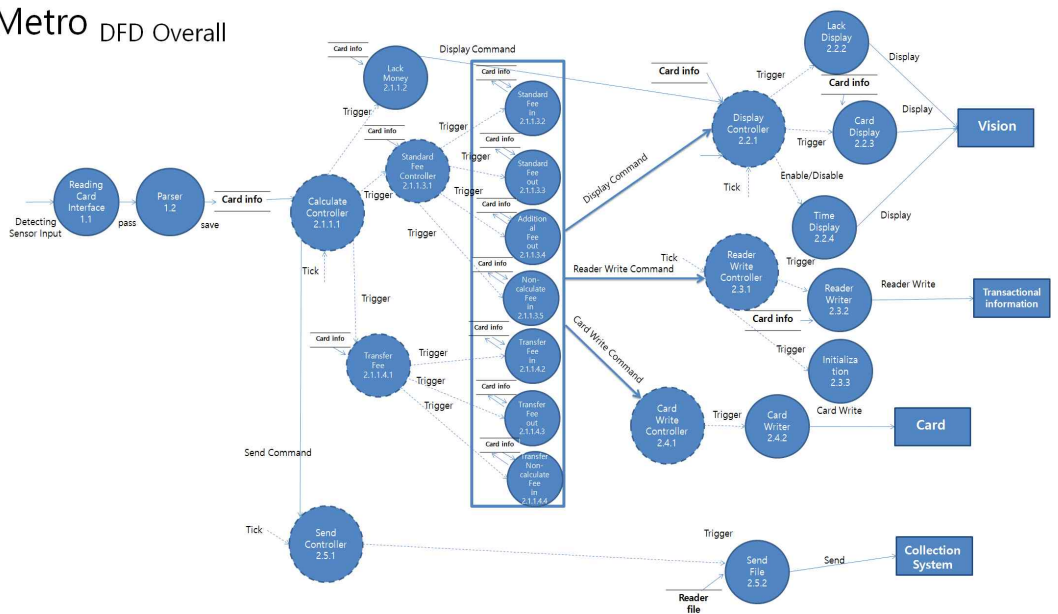 Metro DFD Overall
Card info
Lack
Money
2.1.1.2
Display Command
Trigger
Card info
Standard
Fee
Controller
2.1.1.3.1
Trigger
Trigger
Trigger
Trigger
Trigger
Detecting
Sensor Input
Reading
Card
Interface
1.1
pass
Parser
1.2
save
Card info
Calculate
Controller
2.1.1.1
Tick
Trigger
Card info
Transfer
Fee
2.1.1.4.1
Trigger
Trigger
Trigger
Send Command
Card info
Standard
Fee
In
2.1.1.3.2
Card info
Standard
Fee
out
2.1.1.3.3
Card info
Addition
al
Fee
out
2.1.1.3.4
Card info
Non-
calculate
Fee
In
2.1.1.3.5
Card info
Transfer
Fee
In
2.1.1.4.2
Card info
Transfer
Fee
out
2.1.1.4.3
Card info
Transfer
Non-
calculate
Fee
In
2.1.1.4.4
Display Command
Reader Write Command
Card Write Command
Card info
Display
Controller
2.2.1
Tick
Trigger
Trigger
Enable/Disable
Lack
Display
2.2.2
Card info
Card
Display
2.2.3
Time
Display
2.2.4
Display
Display
Display
Vision
Tick
Reader
Write
Controller
2.3.1
Trigger
Card info
Trigger
Reader
Writer
2.3.2
Reader Write
Transactional
information
Initializa
tion
2.3.3
Card
Write
Controller
2.4.1
Trigger
Card
Writer
2.4.2
Card Write
Card
Tick
Send
Controller
2.5.1
Trigger
Send
File
2.5.2
Reader
file
Send
Collection
System